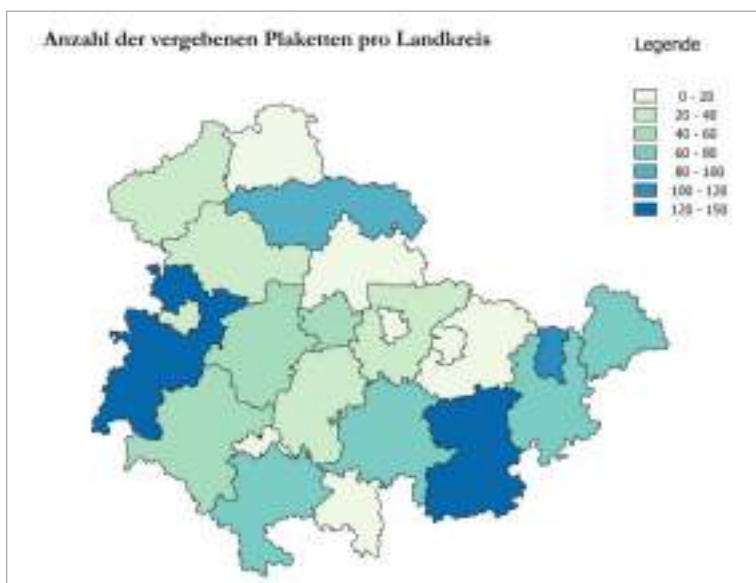 Anzahl der vergebenen Plaketten pro Landkreis
Legende
0 - 20
20 - 40
40 - 60
60 - 80
80 - 100
100 - 120
120 - 150